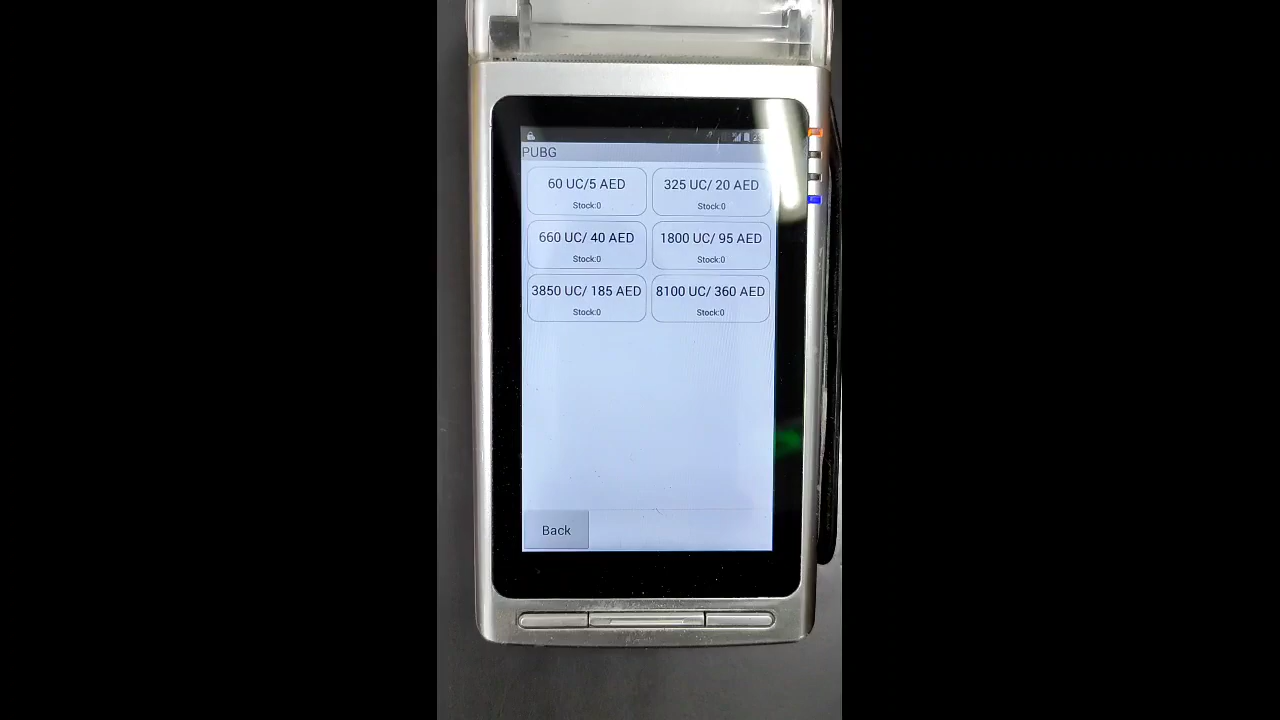 PUBG
60 UC/5 AED
Stock:0
325 UC/ 20 AED
Stock:0
660 UC/ 40 AED
Stock:0
1800 UC/ 95 AED
Stock:0
3850 UC/ 185 AED
Stock:0
8100 UC/ 360 AED
Stock:0
Back